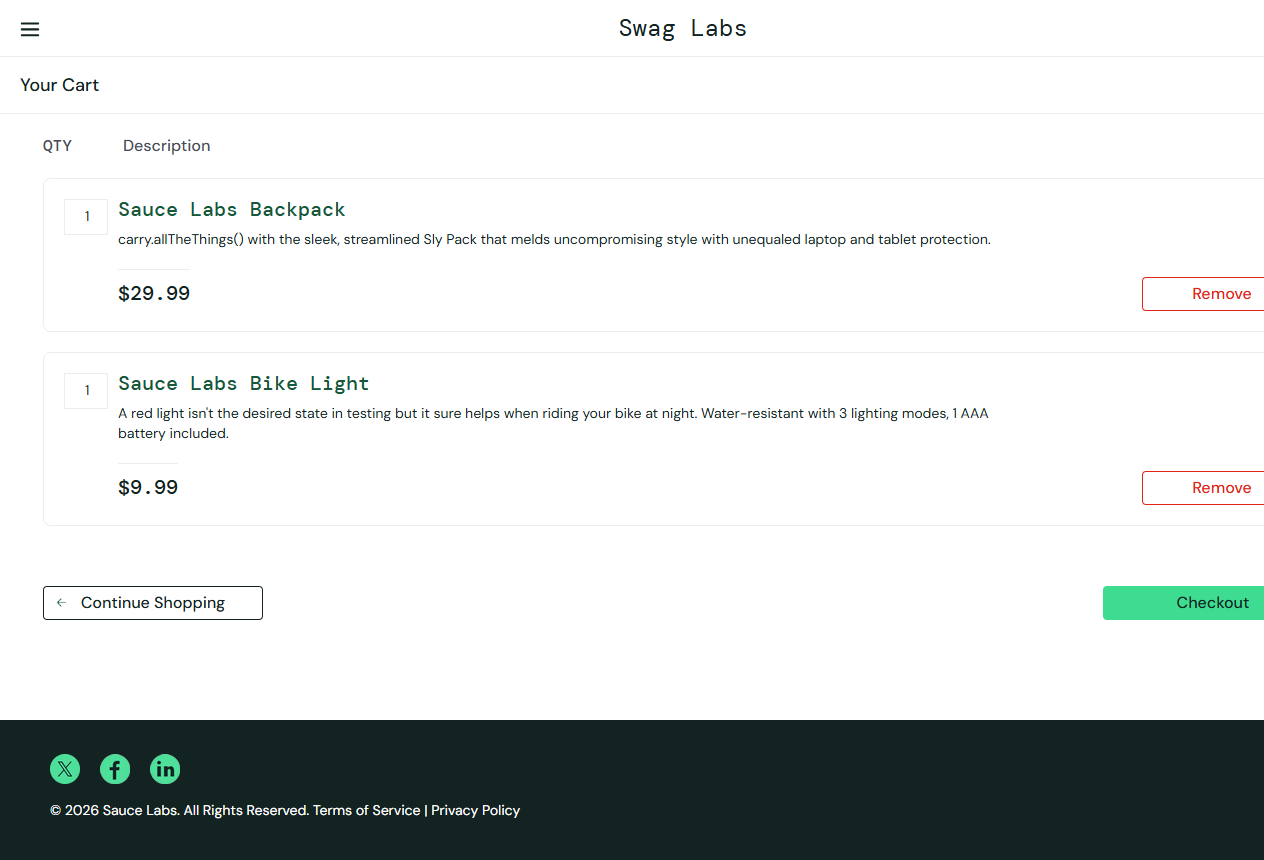 Swag Labs
Your Cart
QTY Description
1 Sauce Labs Backpack
carry.allTheThings() with the sleek, streamlined Sly Pack that melds uncompromising style with unequaled laptop and tablet protection.
$29.99 Remove
1 Sauce Labs Bike Light
A red light isn't the desired state in testing but it sure helps when riding your bike at night. Water-resistant with 3 lighting modes, 1 AAA
battery included.
$9.99 Remove
← Continue Shopping Checkout
© 2026 Sauce Labs. All Rights Reserved. Terms of Service | Privacy Policy